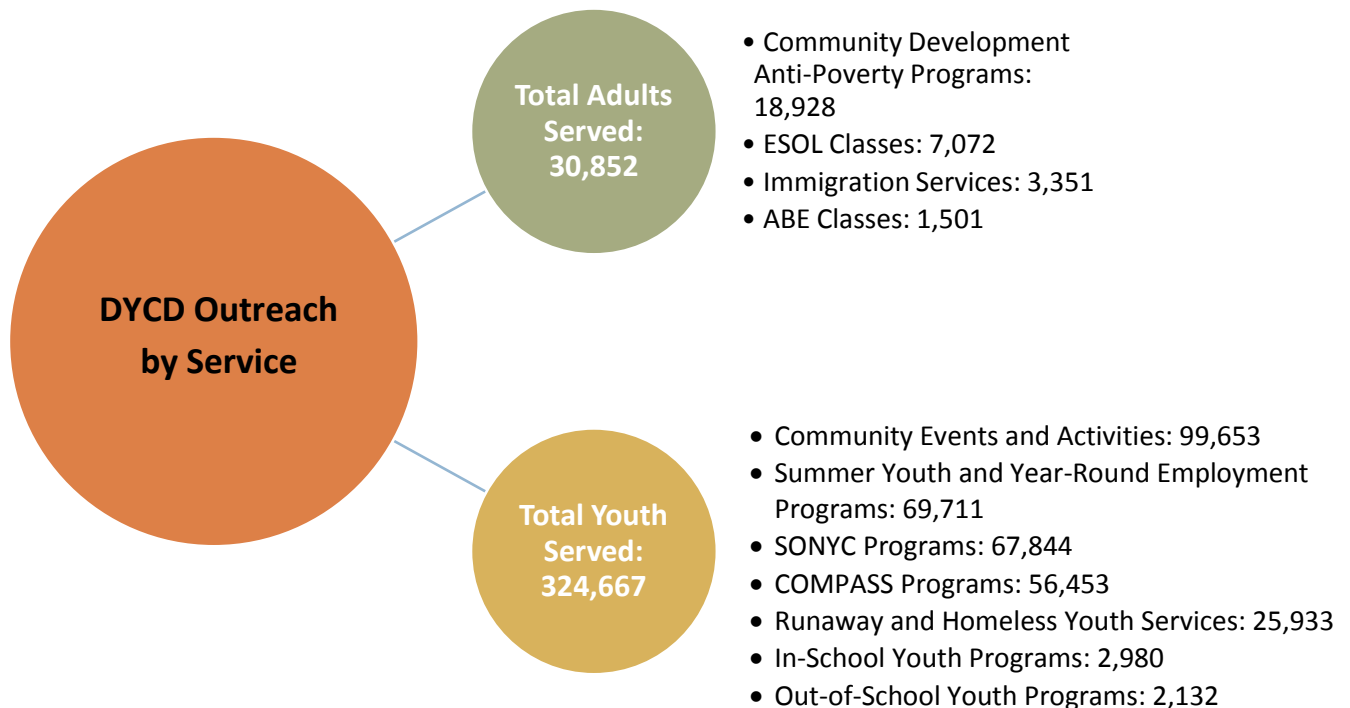 DYCD Outreach
by Service
Total Adults
Served:
30,852
• Community Development
Anti-Poverty Programs:
18,928
• ESOL Classes: 7,072
• Immigration Services: 3,351
• ABE Classes: 1,501
Total Youth
Served:
324,667
• Community Events and Activities: 99,653
• Summer Youth and Year-Round Employment
Programs: 69,711
• SONYC Programs: 67,844
• COMPASS Programs: 56,453
• Runaway and Homeless Youth Services: 25,933
• In-School Youth Programs: 2,980
• Out-of-School Youth Programs: 2,132